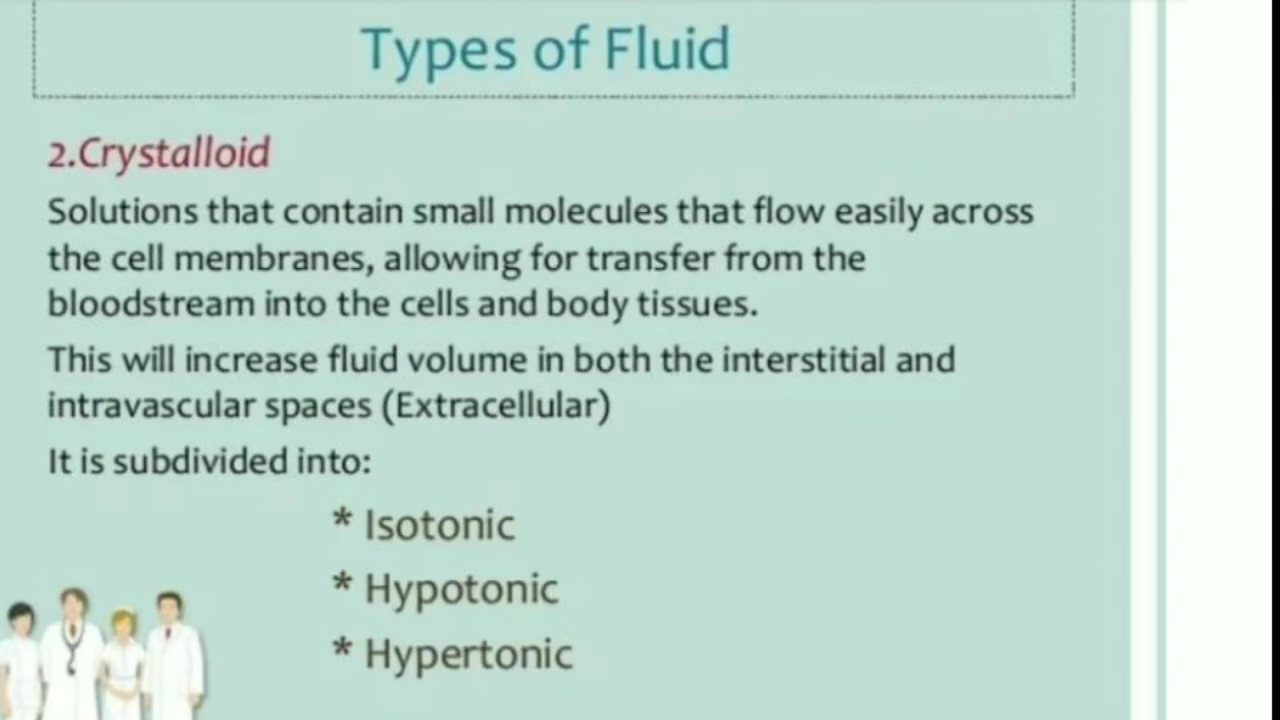 Types of Fluid
2.Crystalloid
Solutions that contain small molecules that flow easily across
the cell membranes, allowing for transfer from the
bloodstream into the cells and body tissues.
This will increase fluid volume in both the interstitial and
intravascular spaces (Extracellular)
It is subdivided into:
* Isotonic
* Hypotonic
* Hypertonic